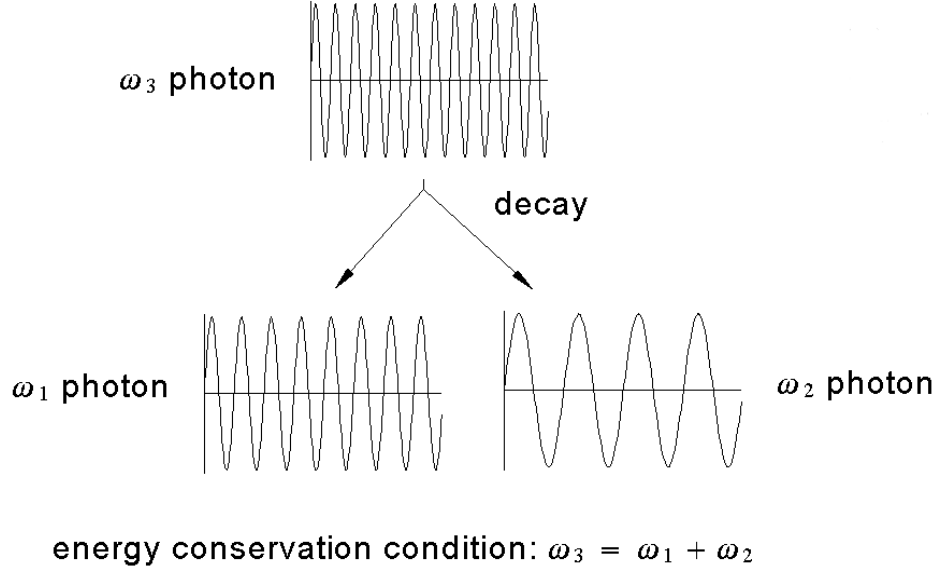 ω₃ photon
decay
ω₁ photon
ω₂ photon
energy conservation condition: ω₃ = ω₁ + ω₂